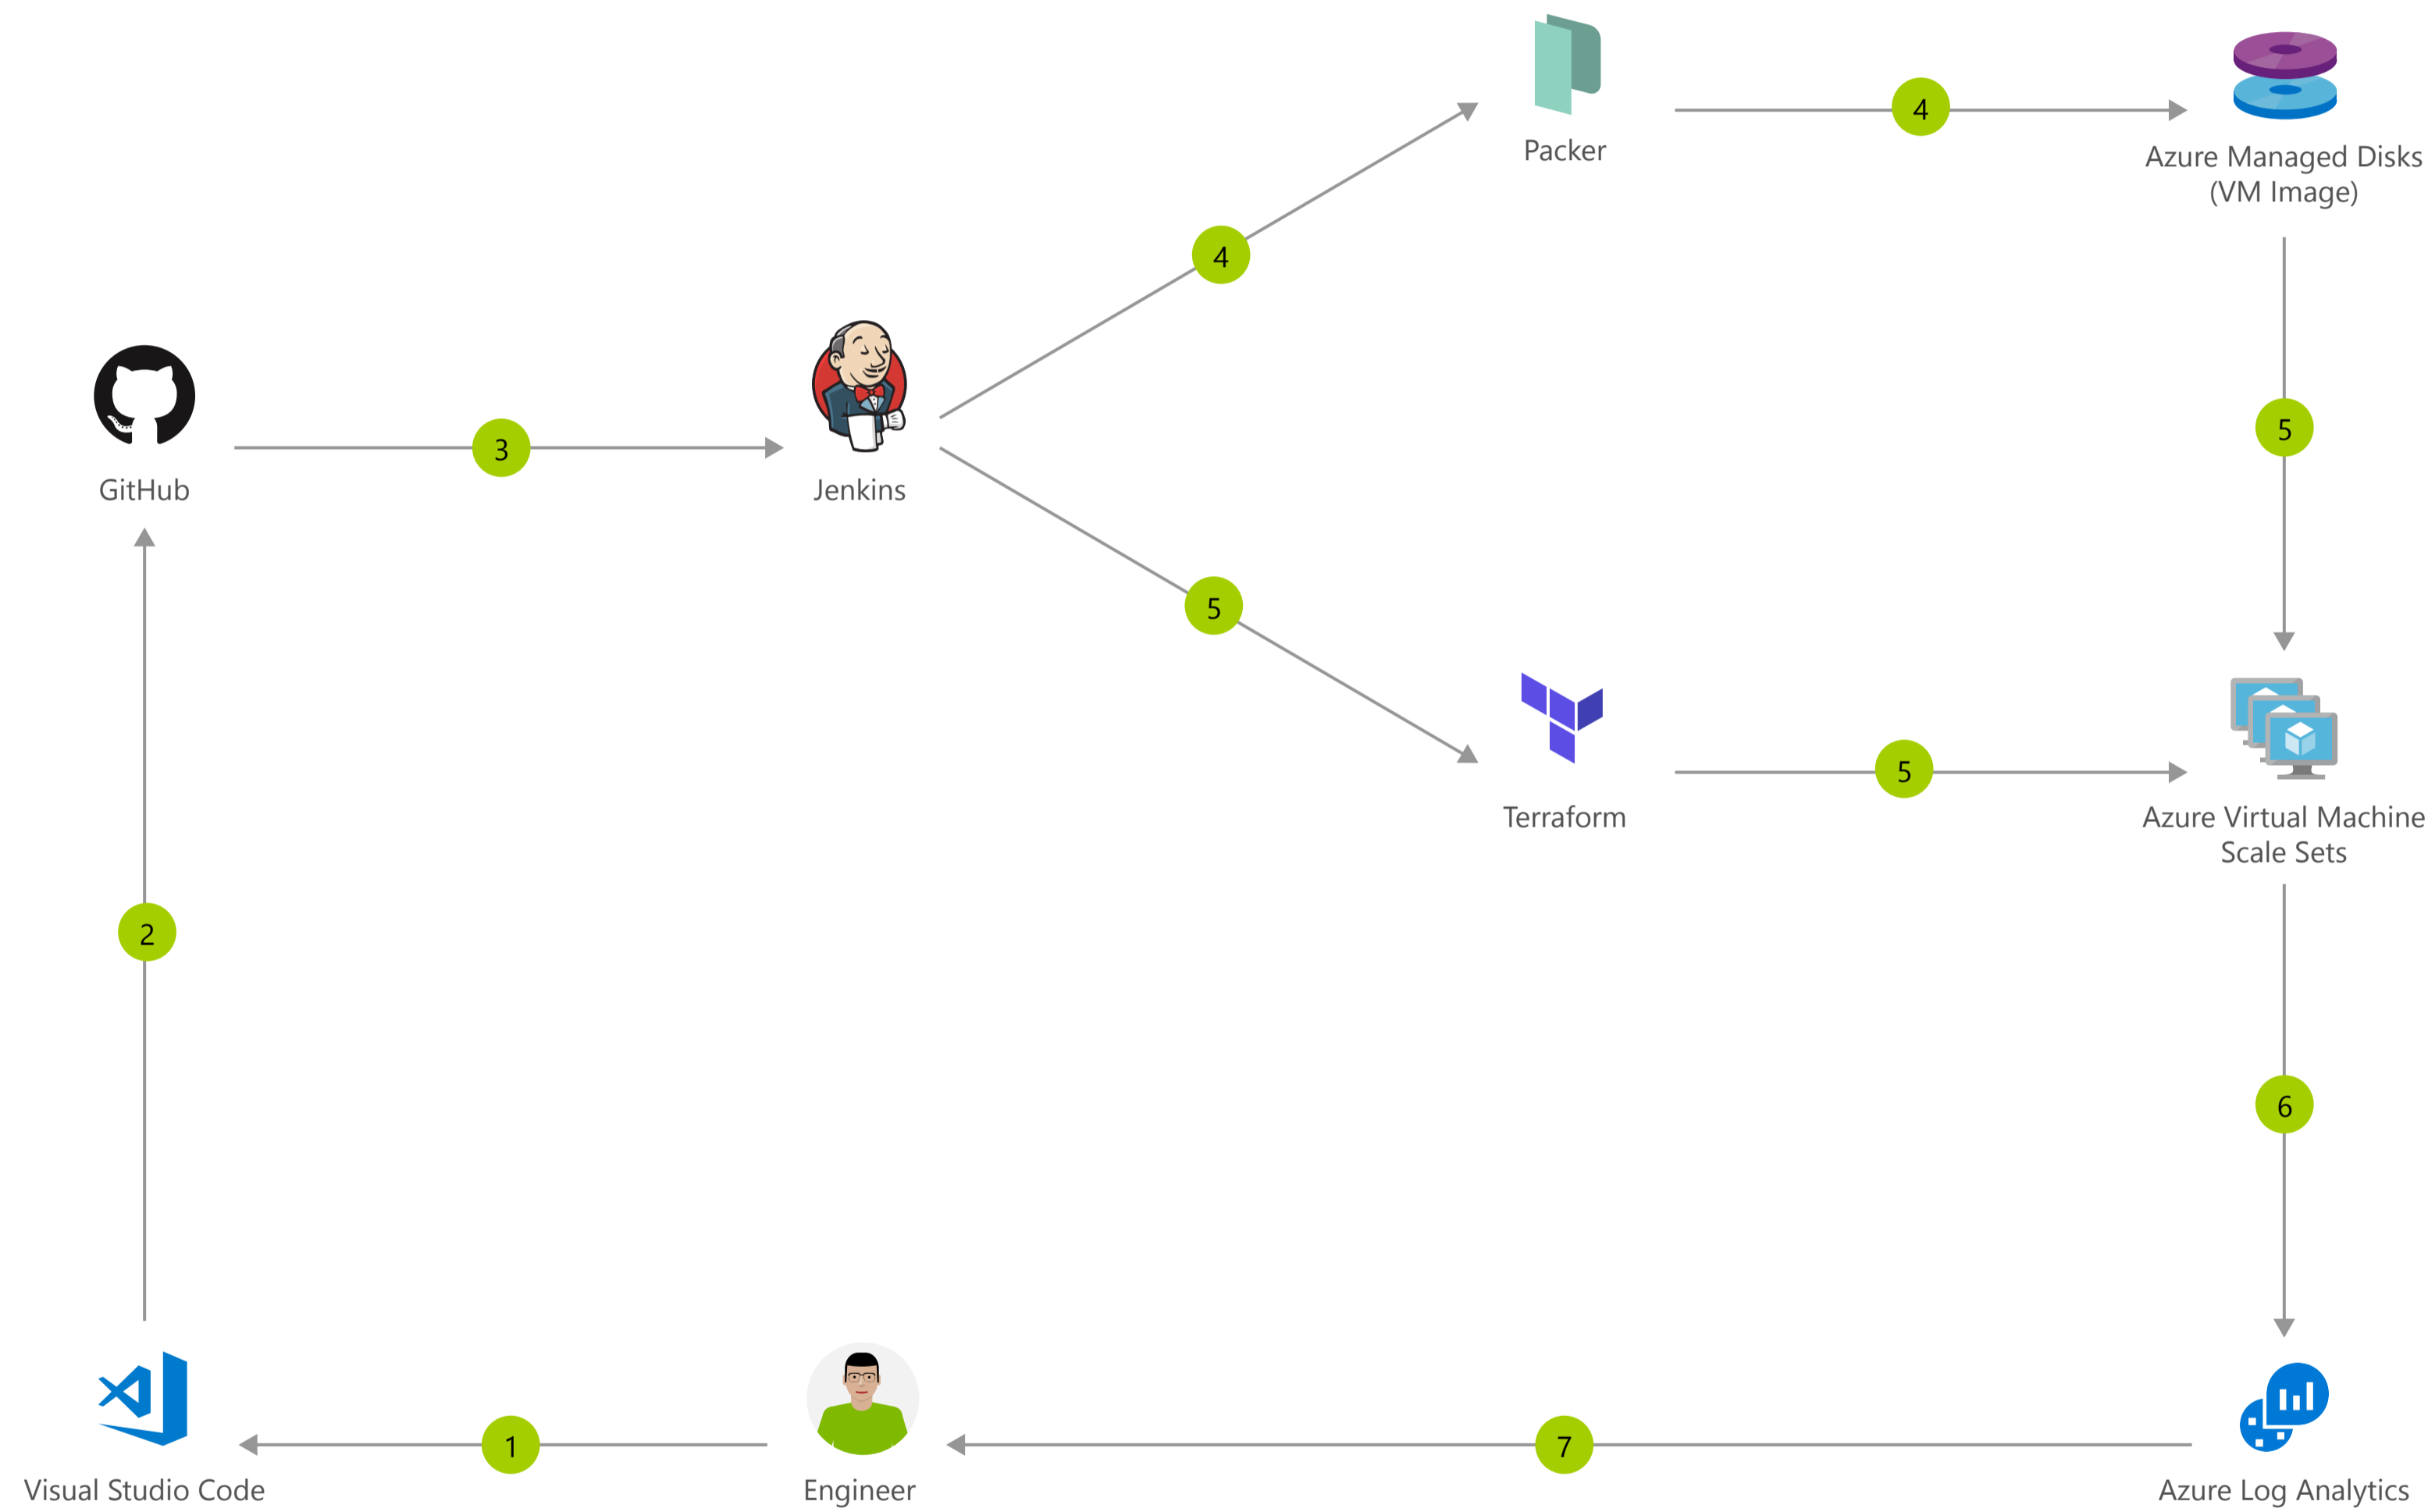 Packer
4
Azure Managed Disks
(VM Image)
4
GitHub
3
Jenkins
5
5
Terraform
5
Azure Virtual Machine
Scale Sets
2
6
Visual Studio Code
1
Engineer
7
Azure Log Analytics